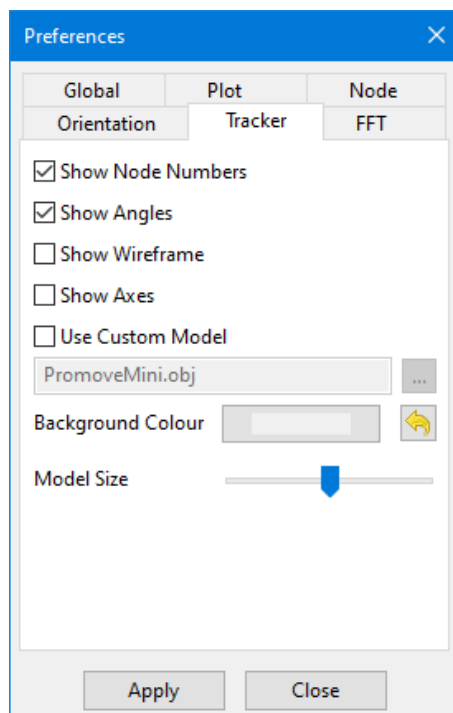 Preferences
Global Plot Node
Orientation Tracker FFT
Show Node Numbers
Show Angles
Show Wireframe
Show Axes
Use Custom Model
PromoveMini.obj ...
Background Colour
Model Size
Apply Close